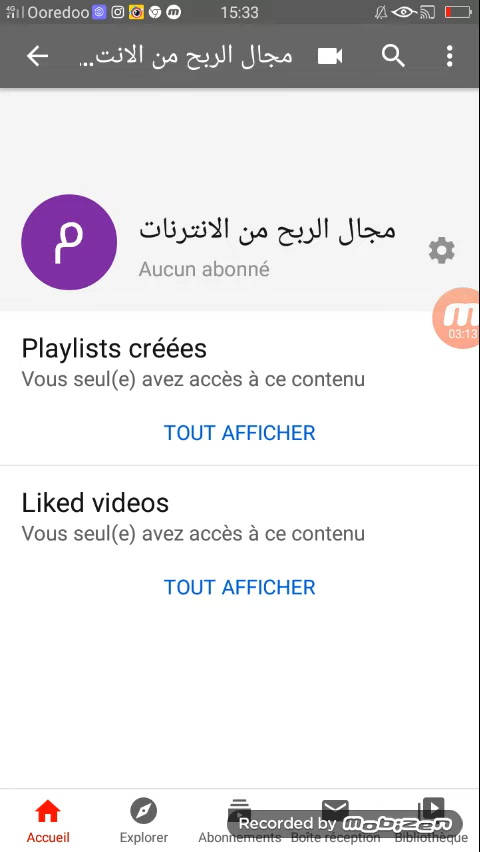 Ooredoo 15:33
مجال الربح من الانت...
م
مجال الربح من الانترنات
Aucun abonné
03:13
Playlists créées
Vous seul(e) avez accès à ce contenu
TOUT AFFICHER
Liked videos
Vous seul(e) avez accès à ce contenu
TOUT AFFICHER
Accueil
Explorer
Abonnements
Boîte réception
Bibliothèque
Recorded by mobizen